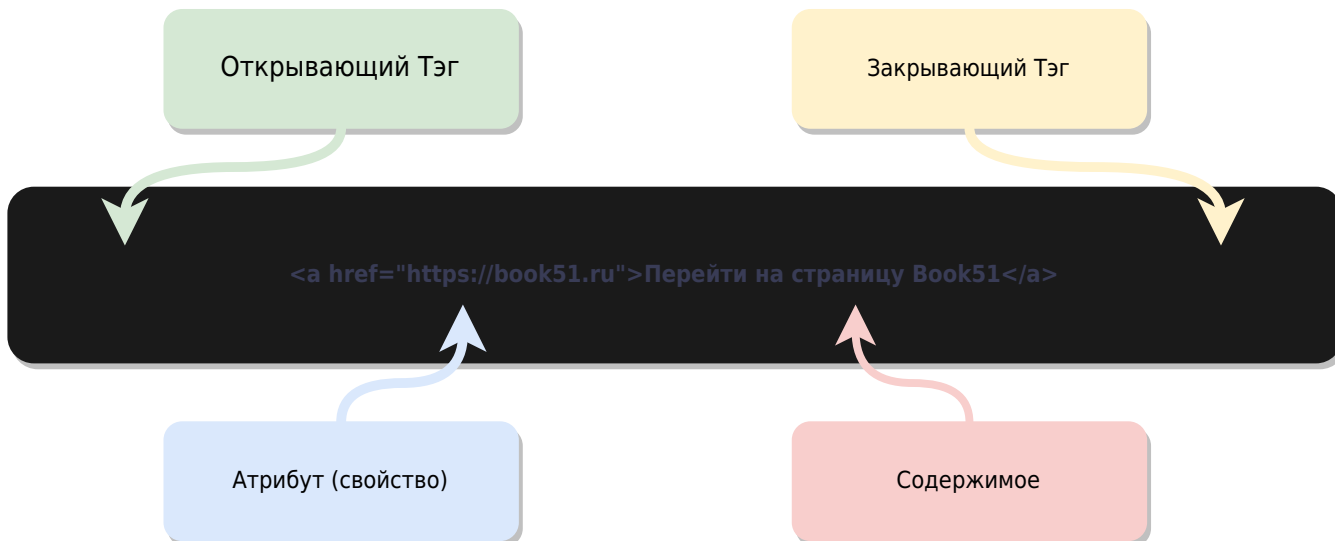 Открывающий Тэг
Закрывающий Тэг
<a href="https://book51.ru">Перейти на страницу Book51</a>
Атрибут (свойство)
Содержимое